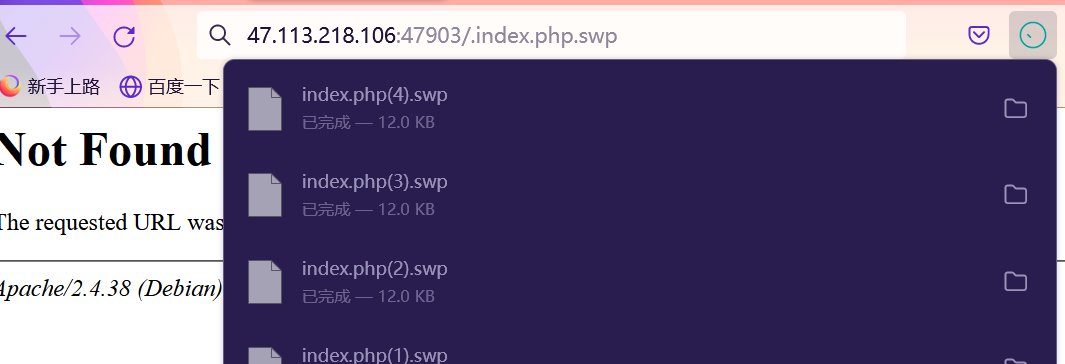 47.113.218.106:47903/.index.php.swp
新手上路 百度一下
index.php(4).swp
已完成 — 12.0 KB
Not Found
index.php(3).swp
已完成 — 12.0 KB
The requested URL was
index.php(2).swp
已完成 — 12.0 KB
Apache/2.4.38 (Debian)
index.php(1).swp